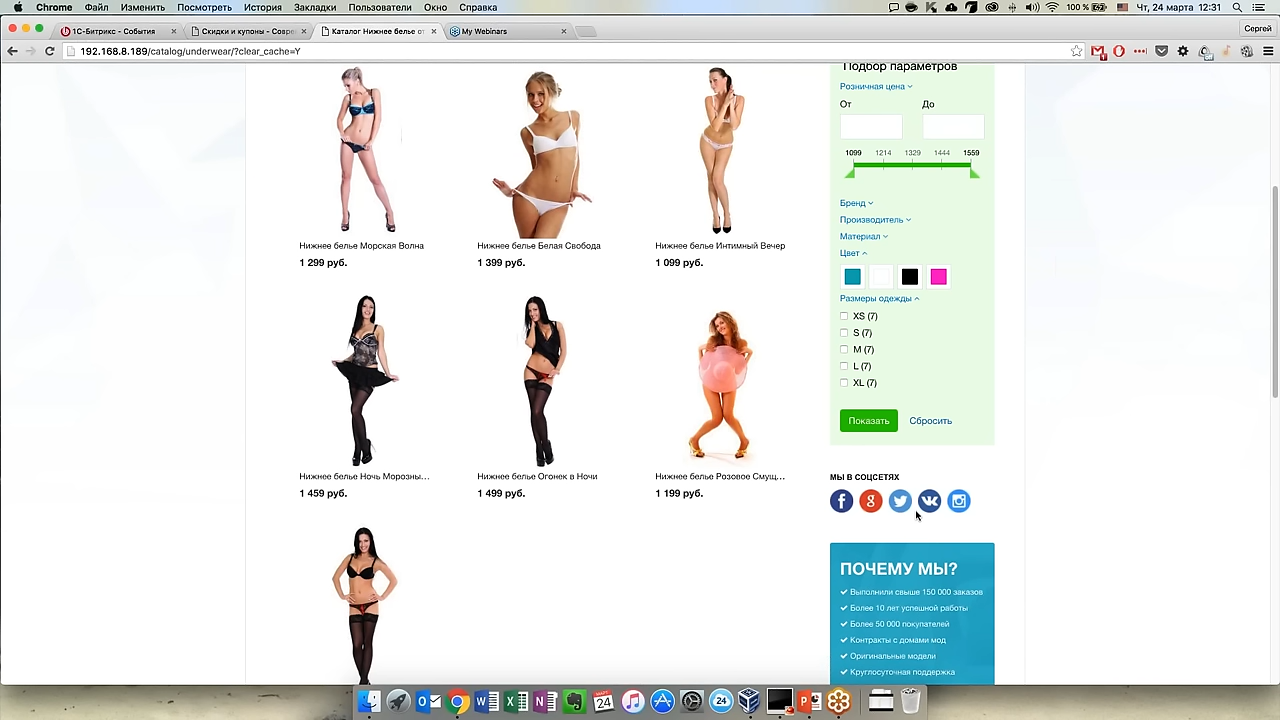 Chrome Файл Изменить Посмотреть История Закладки Пользователи Окно Справка
100 % Чт, 24 марта 12:31
1С-Битрикс - События
Скидки и купоны - Соврем
Каталог Нижнее белье от
My Webinars
Сергей
192.168.8.189/catalog/underwear/?clear_cache=Y
Нижнее белье Морская Волна
1 299 руб.
Нижнее белье Белая Свобода
1 399 руб.
Нижнее белье Интимный Вечер
1 099 руб.
Нижнее белье Ночь Морозны...
1 459 руб.
Нижнее белье Огонек в Ночи
1 499 руб.
Нижнее белье Розовое Смущ...
1 199 руб.
Подбор параметров
Розничная цена
От До
1099 1214 1329 1444 1559
Бренд
Производитель
Материал
Цвет
Размеры одежды
XS (7)
S (7)
M (7)
L (7)
XL (7)
Показать Сбросить
МЫ В СОЦСЕТЯХ
ПОЧЕМУ МЫ?
Выполнили свыше 150 000 заказов
Более 10 лет успешной работы
Более 50 000 покупателей
Контракты с домами мод
Оригинальные модели
Круглосуточная поддержка
24
24